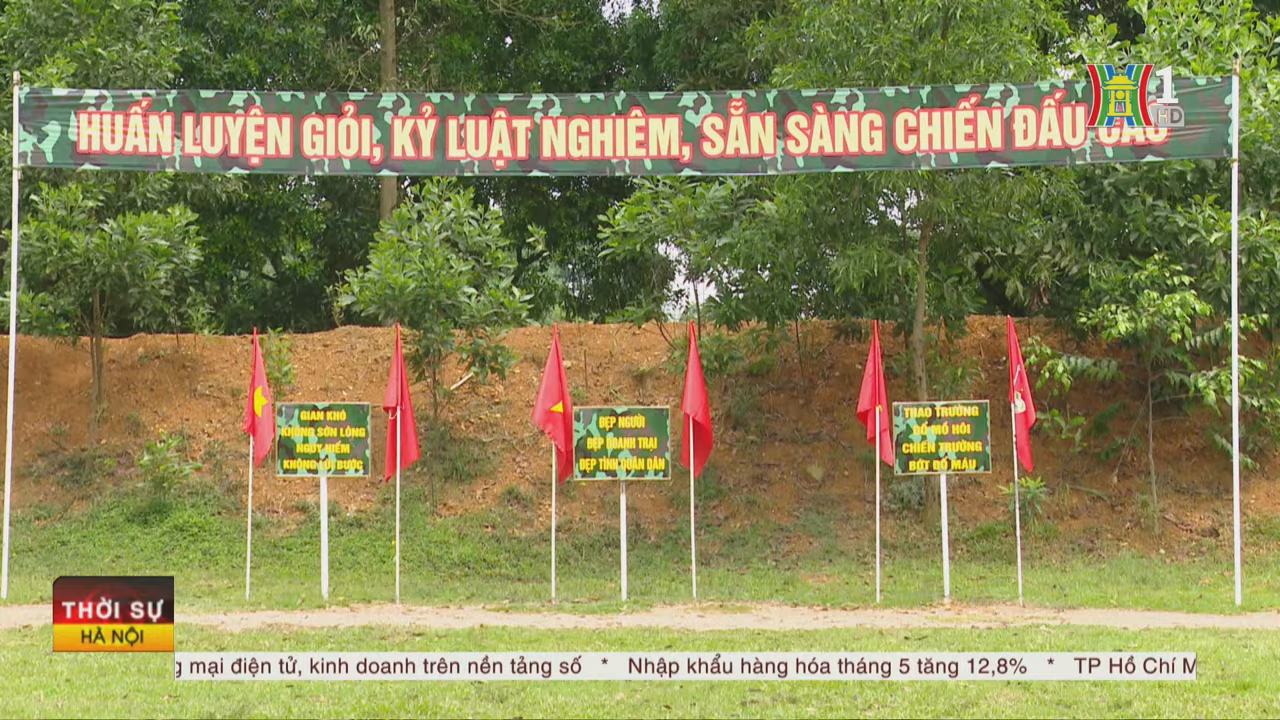 HUẤN LUYỆN GIỎI, KỶ LUẬT NGHIÊM, SẴN SÀNG CHIẾN ĐẤU CAO
1
HD
GIAN KHÓ
KHÔNG SỜN LÒNG
NGUY HIỂM
KHÔNG LÙI BƯỚC
ĐẸP NGƯỜI
ĐẸP DOANH TRẠI
ĐẸP TÌNH QUÂN DÂN
THAO TRƯỜNG
ĐỔ MỒ HÔI
CHIẾN TRƯỜNG
BỚT ĐỔ MÁU
THỜI SỰ
HÀ NỘI
g mại điện tử, kinh doanh trên nền tảng số * Nhập khẩu hàng hóa tháng 5 tăng 12,8% * TP Hồ Chí M